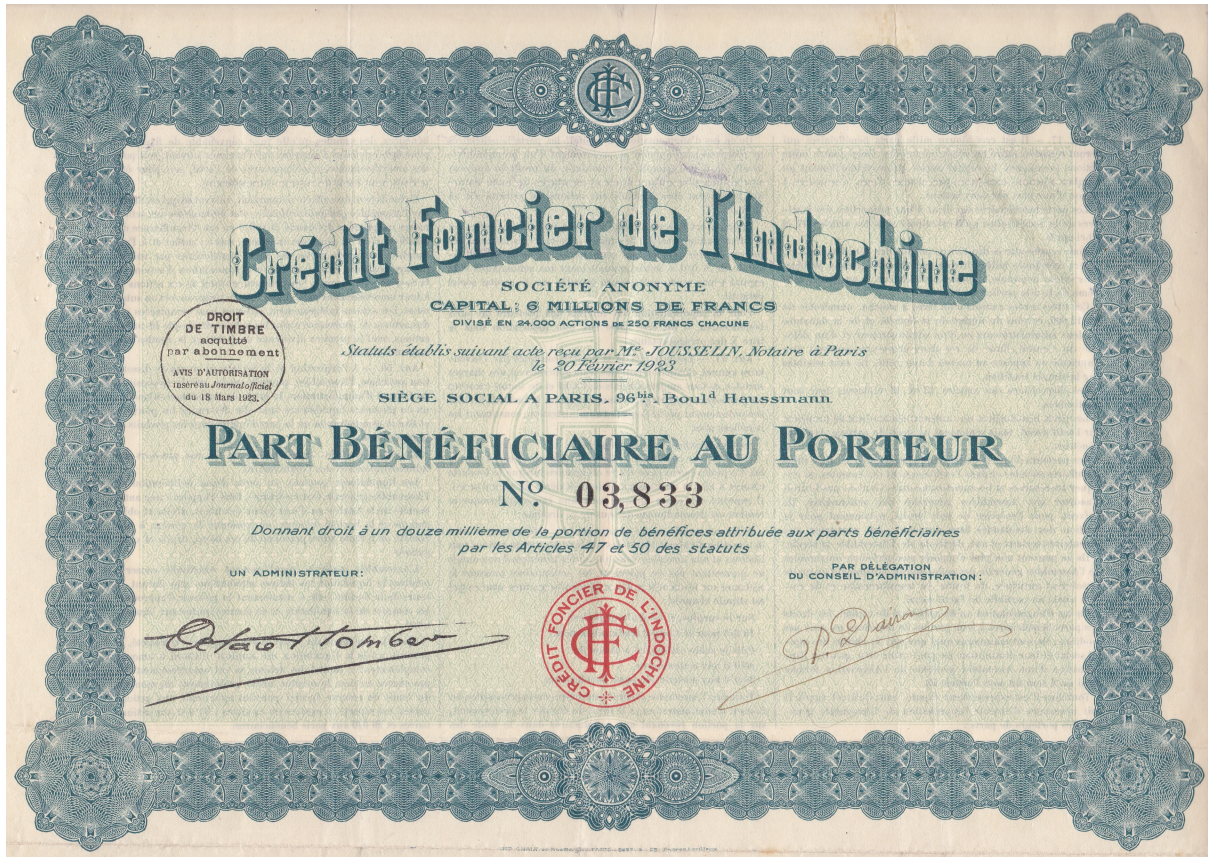 Crédit Foncier de l'Indochine
SOCIÉTÉ ANONYME
CAPITAL: 6 MILLIONS DE FRANCS
DIVISÉ EN 24.000 ACTIONS DE 250 FRANCS CHACUNE
DROIT
DE TIMBRE
acquitté
par abonnement
AVIS D'AUTORISATION
inséré au Journal officiel
du 18 Mars 1923.
Statuts établis suivant acte reçu par Me. JOUSSELIN, Notaire à Paris
le 20 Février 1923
SIÈGE SOCIAL A PARIS. 96bis. Bould Haussmann
PART BÉNÉFICIAIRE AU PORTEUR
No. 03,833
Donnant droit à un douze millième de la portion de bénéfices attribuée aux parts bénéficiaires
par les Articles 47 et 50 des statuts
UN ADMINISTRATEUR:
PAR DÉLÉGATION
DU CONSEIL D'ADMINISTRATION:
CRÉDIT FONCIER DE L'INDOCHINE